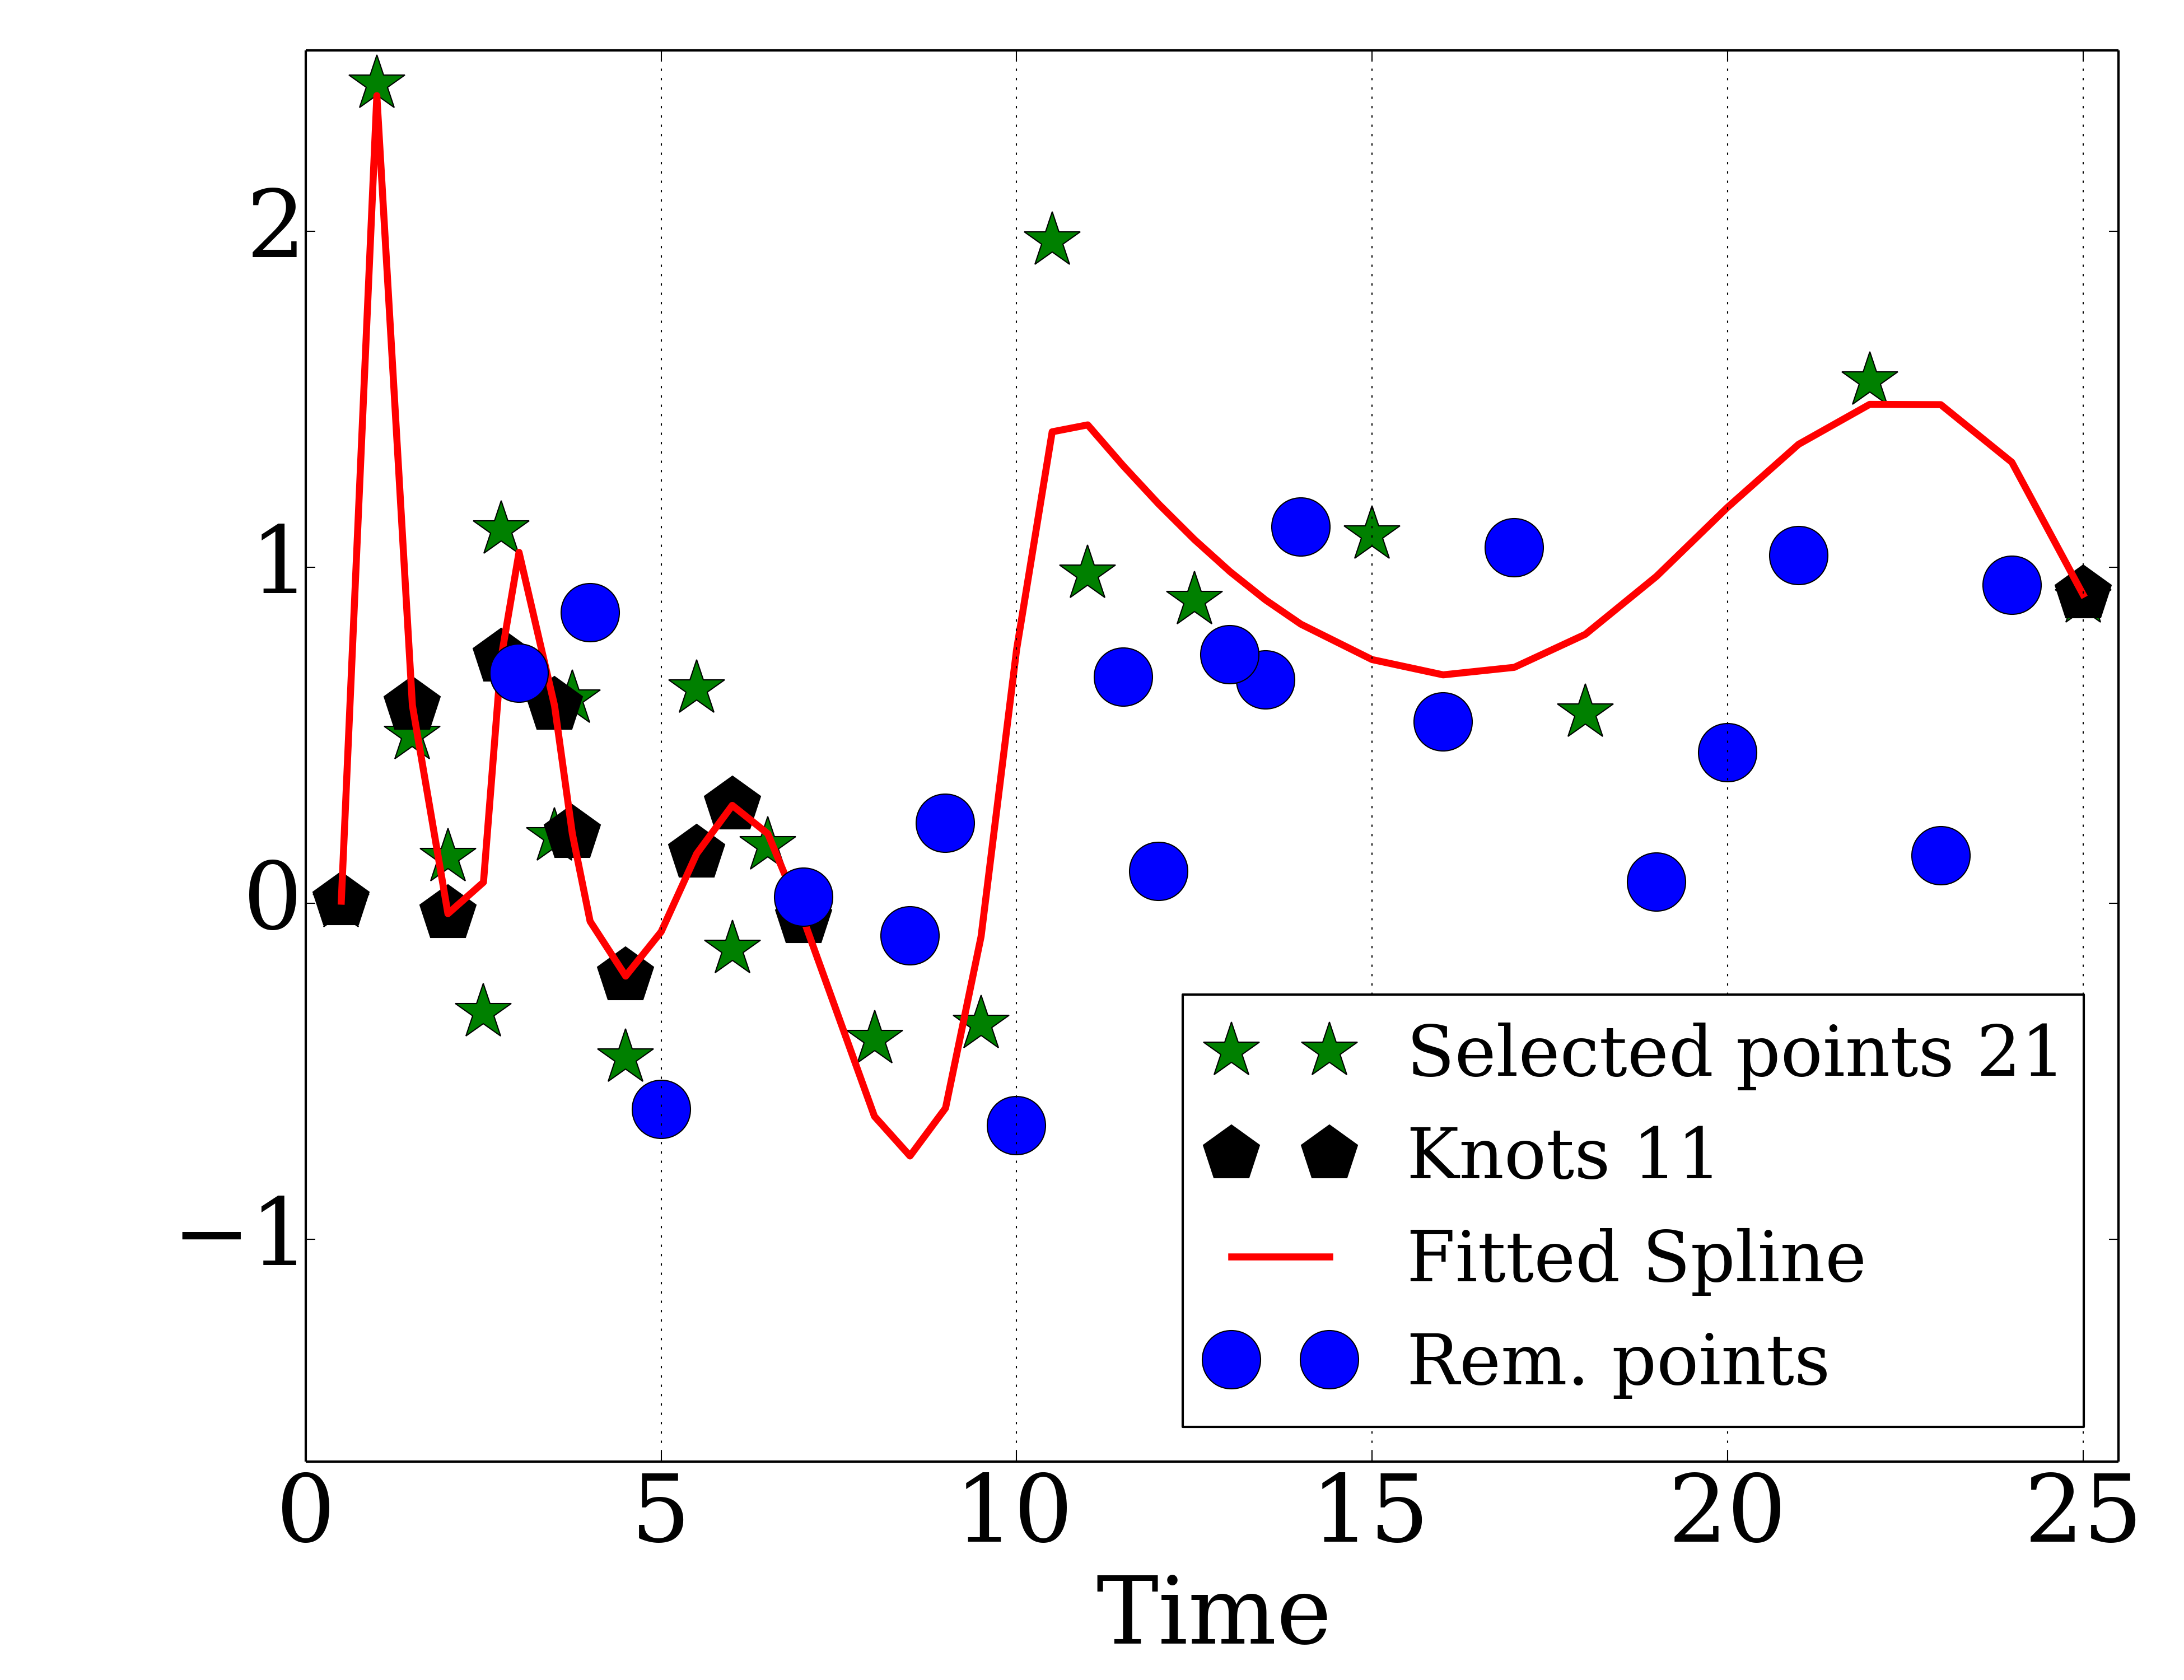 2
1
0
−1
Selected points 21
Knots 11
Fitted Spline
Rem. points
0 5 10 15 20 25
Time